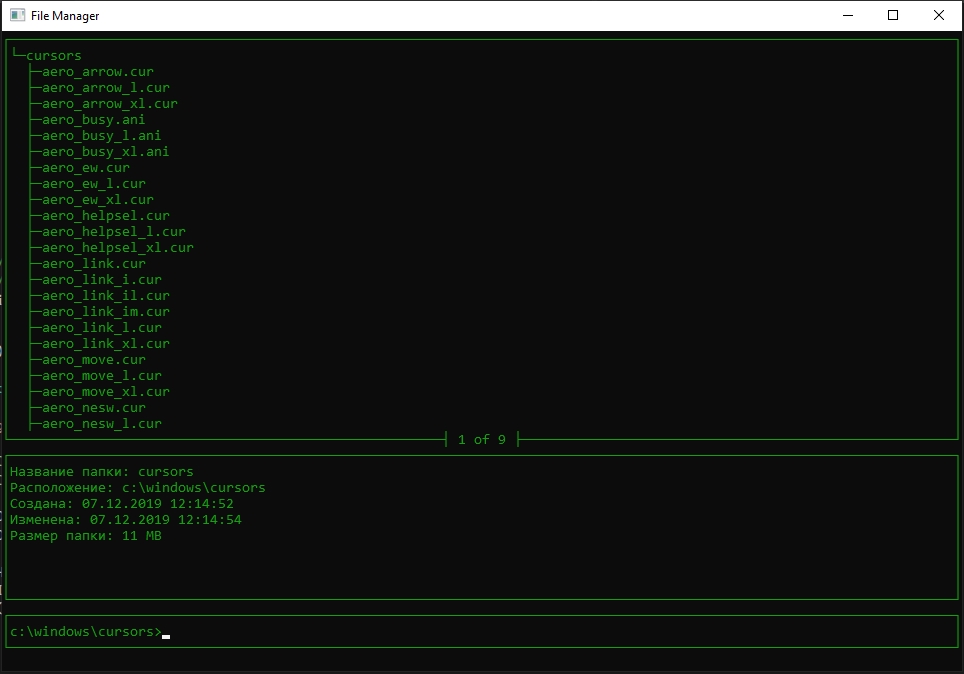 File Manager
└─cursors
├─aero_arrow.cur
├─aero_arrow_l.cur
├─aero_arrow_xl.cur
├─aero_busy.ani
├─aero_busy_l.ani
├─aero_busy_xl.ani
├─aero_ew.cur
├─aero_ew_l.cur
├─aero_ew_xl.cur
├─aero_helpsel.cur
├─aero_helpsel_l.cur
├─aero_helpsel_xl.cur
├─aero_link.cur
├─aero_link_i.cur
├─aero_link_il.cur
├─aero_link_im.cur
├─aero_link_l.cur
├─aero_link_xl.cur
├─aero_move.cur
├─aero_move_l.cur
├─aero_move_xl.cur
├─aero_nesw.cur
├─aero_nesw_l.cur
1 of 9
Название папки: cursors
Расположение: c:\windows\cursors
Создана: 07.12.2019 12:14:52
Изменена: 07.12.2019 12:14:54
Размер папки: 11 MB
c:\windows\cursors>